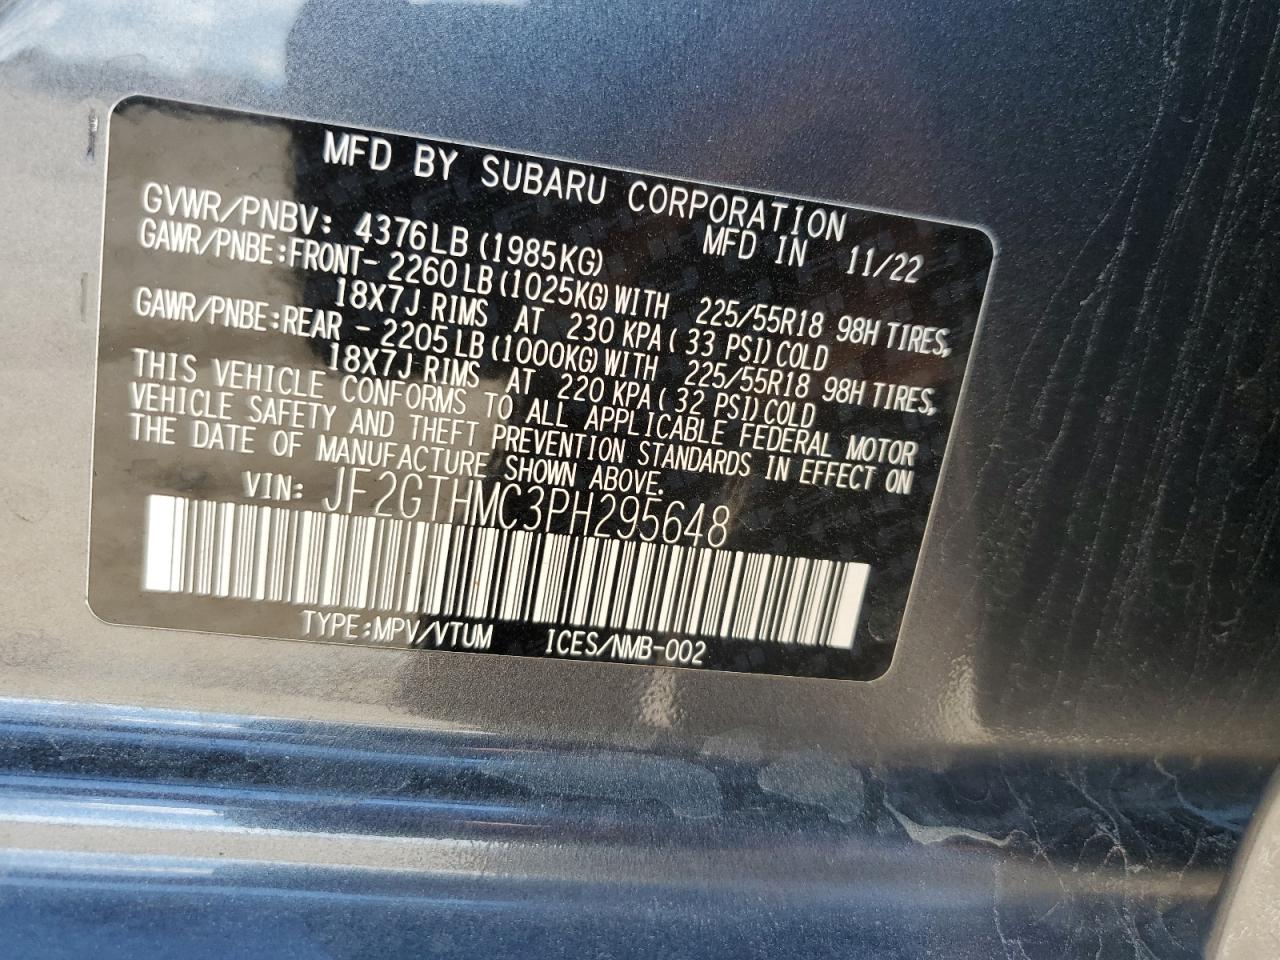 MFD BY SUBARU CORPORATION
GVWR/PNBV: 4376LB (1985KG) MFD IN 11/22
GAWR/PNBE:FRONT- 2260 LB (1025KG) WITH 225/55R18 98H TIRES,
18X7J RIMS AT 230 KPA ( 33 PSI) COLD
GAWR/PNBE:REAR - 2205 LB (1000KG) WITH 225/55R18 98H TIRES,
18X7J RIMS AT 220 KPA ( 32 PSI) COLD
THIS VEHICLE CONFORMS TO ALL APPLICABLE FEDERAL MOTOR
VEHICLE SAFETY AND THEFT PREVENTION STANDARDS IN EFFECT ON
THE DATE OF MANUFACTURE SHOWN ABOVE.
VIN: JF2GTHMC3PH295648
TYPE:MPV/VTUM ICES/NMB-002